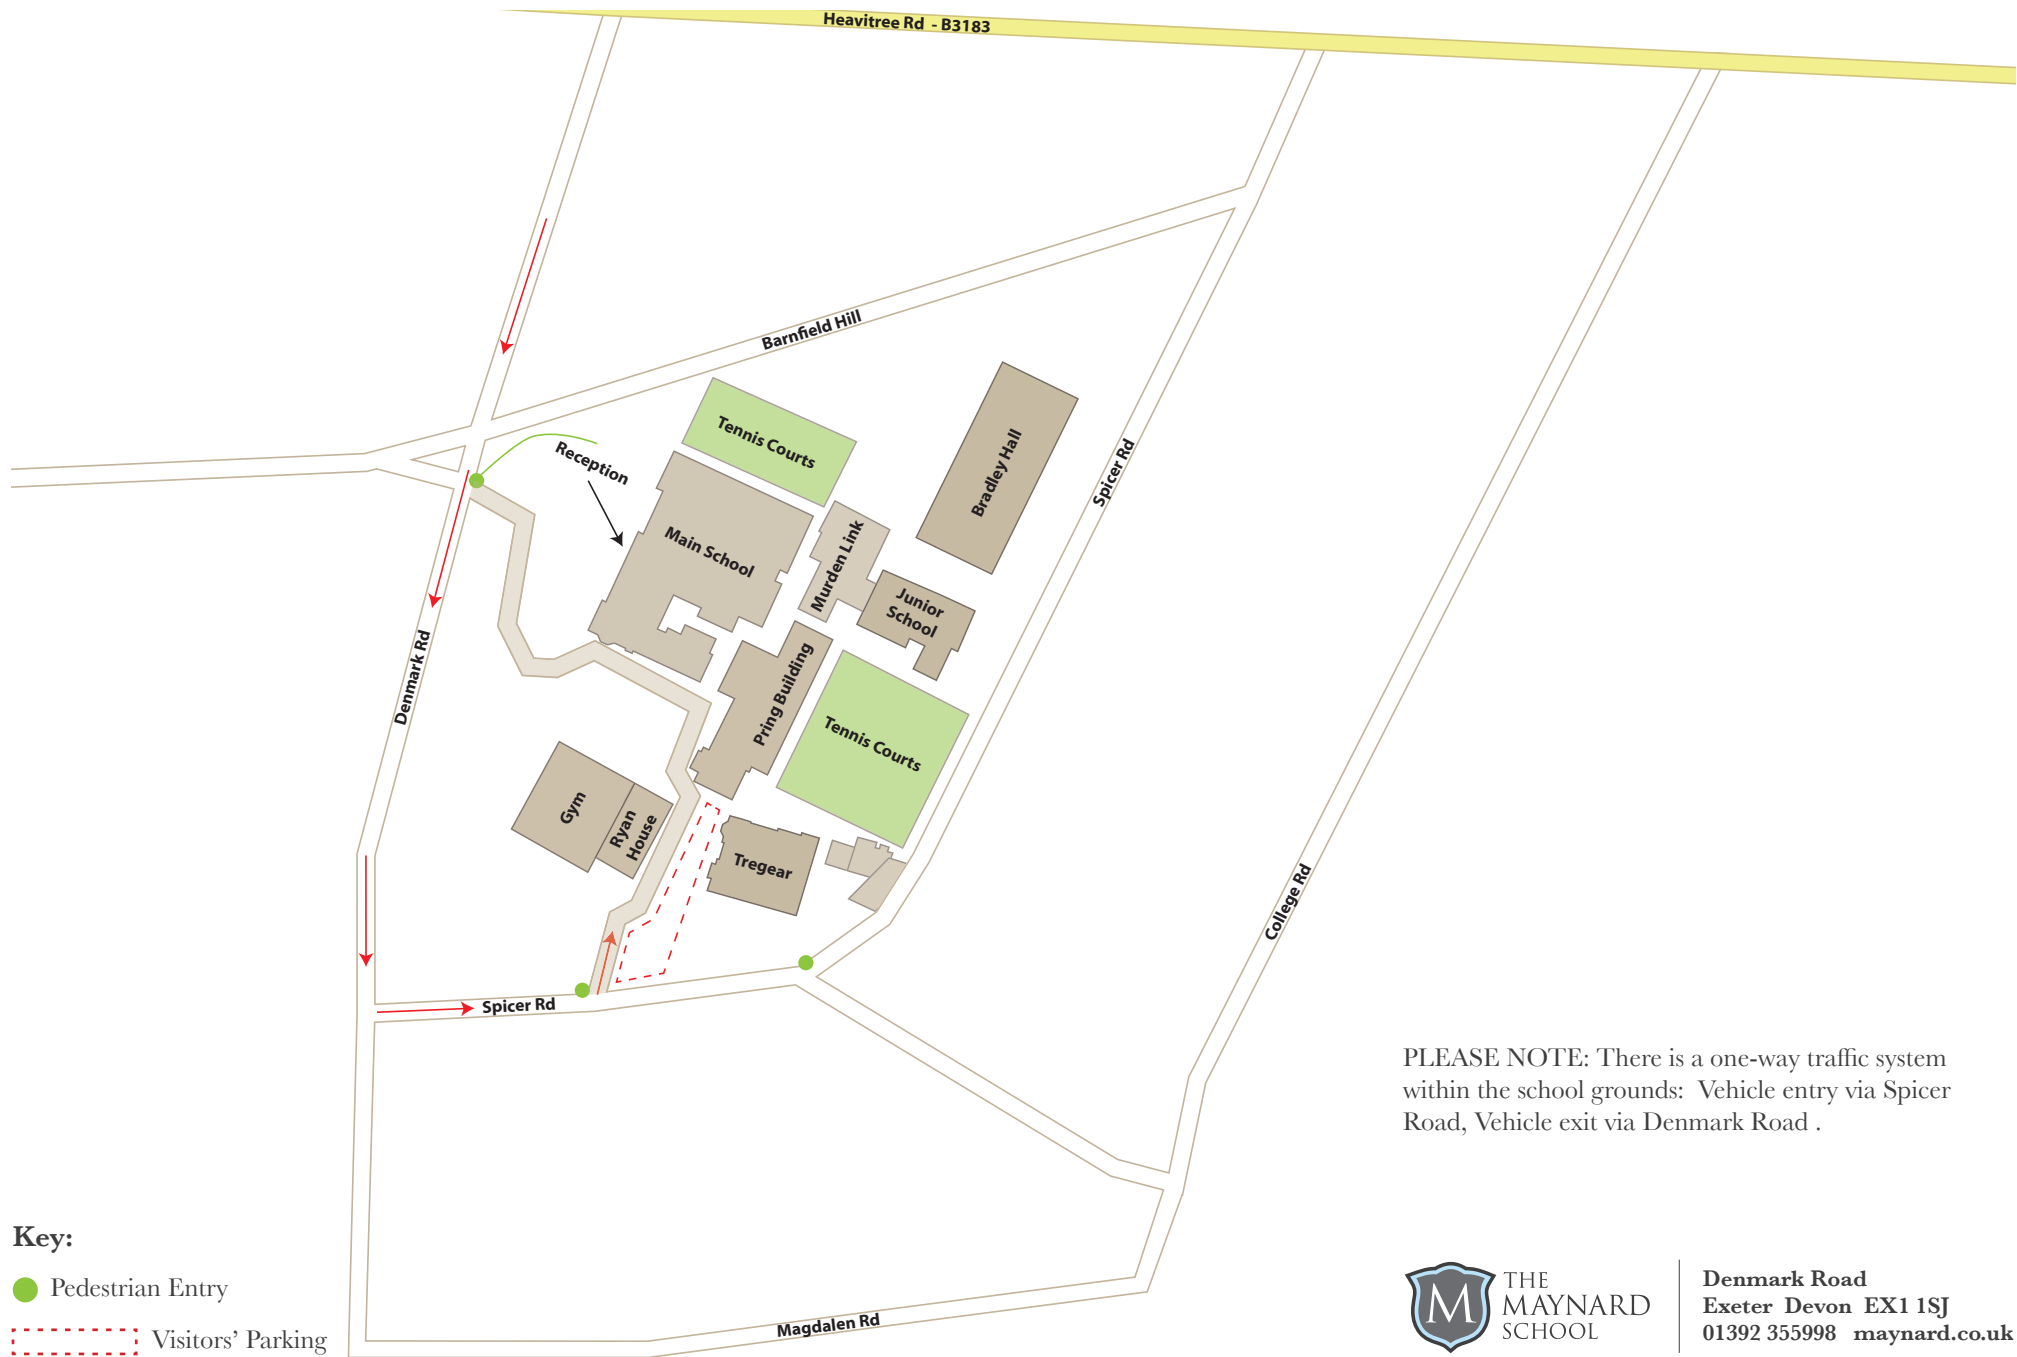 Heavitree Rd - B3183
Barnfield Hill
Tennis Courts
Reception
Bradley Hall
Spicer Rd
Main School
Murden Link
Junior
School
Denmark Rd
Pring Building
Tennis Courts
Gym
Ryan
House
Tregear
College Rd
Spicer Rd
PLEASE NOTE: There is a one-way traffic system
within the school grounds: Vehicle entry via Spicer
Road, Vehicle exit via Denmark Road .
Key:
Pedestrian Entry
Visitors' Parking
Magdalen Rd
M
THE
MAYNARD
SCHOOL
Denmark Road
Exeter Devon EX1 1SJ
01392 355998 maynard.co.uk